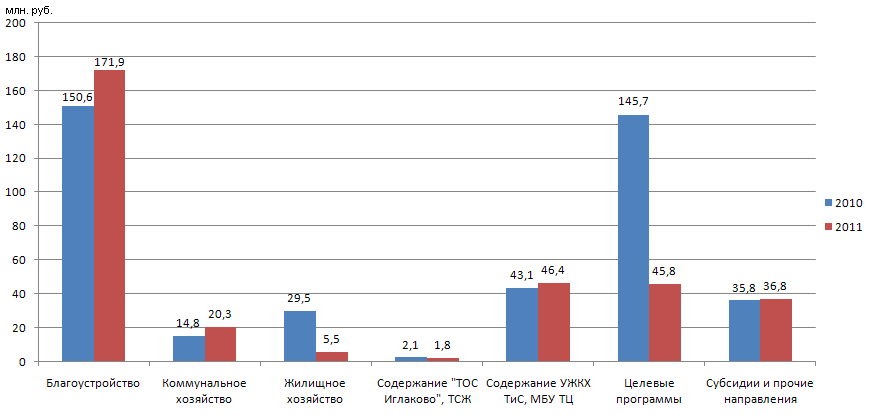 млн. руб.
200
180
160
140
120
100
80
60
40
20
0
150,6
171,9
14,8
20,3
29,5
5,5
2,1
1,8
43,1
46,4
145,7
45,8
35,8
36,8
Благоустройство
Коммунальное
хозяйство
Жилищное
хозяйство
Содержание "ТОС
Иглаково", ТСЖ
Содержание УЖКХ
ТиС, МБУ ТЦ
Целевые
программы
Субсидии и прочие
направления
2010
2011